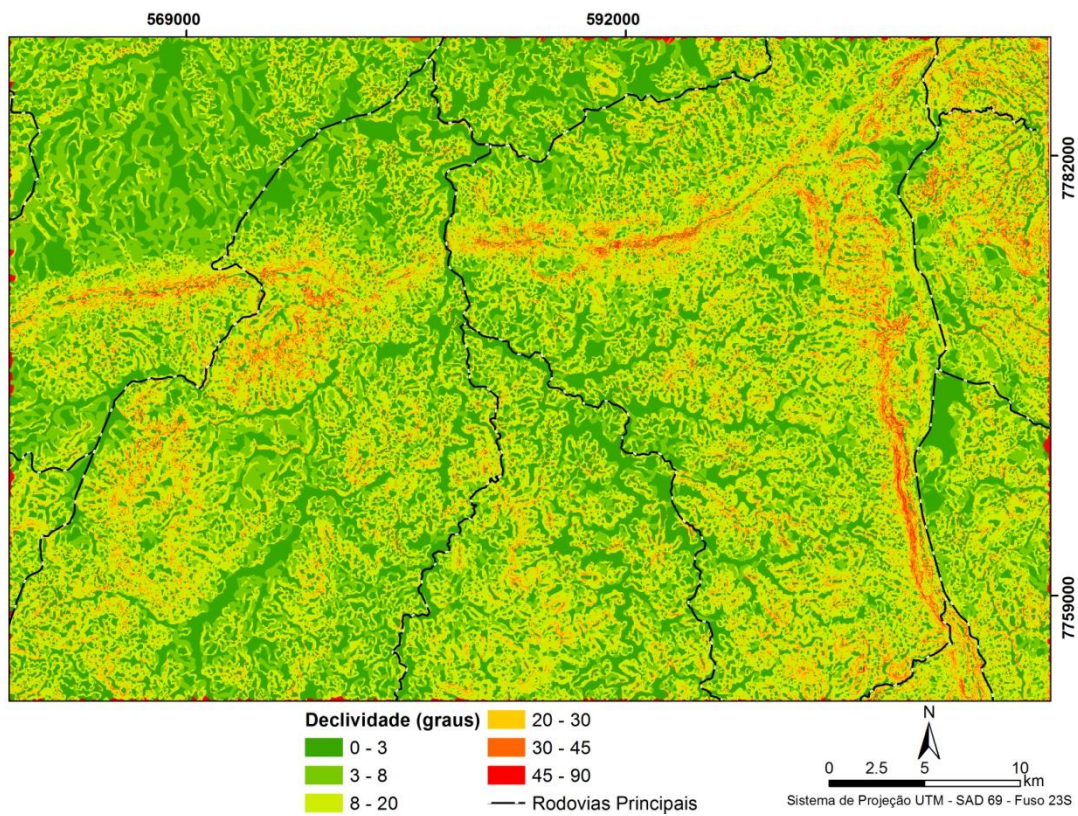 569000
592000
7782000
7759000
Declividade (graus)
0 - 3
3 - 8
8 - 20
20 - 30
30 - 45
45 - 90
Rodovias Principais
N
0 2.5 5 10
km
Sistema de Projeção UTM - SAD 69 - Fuso 23S